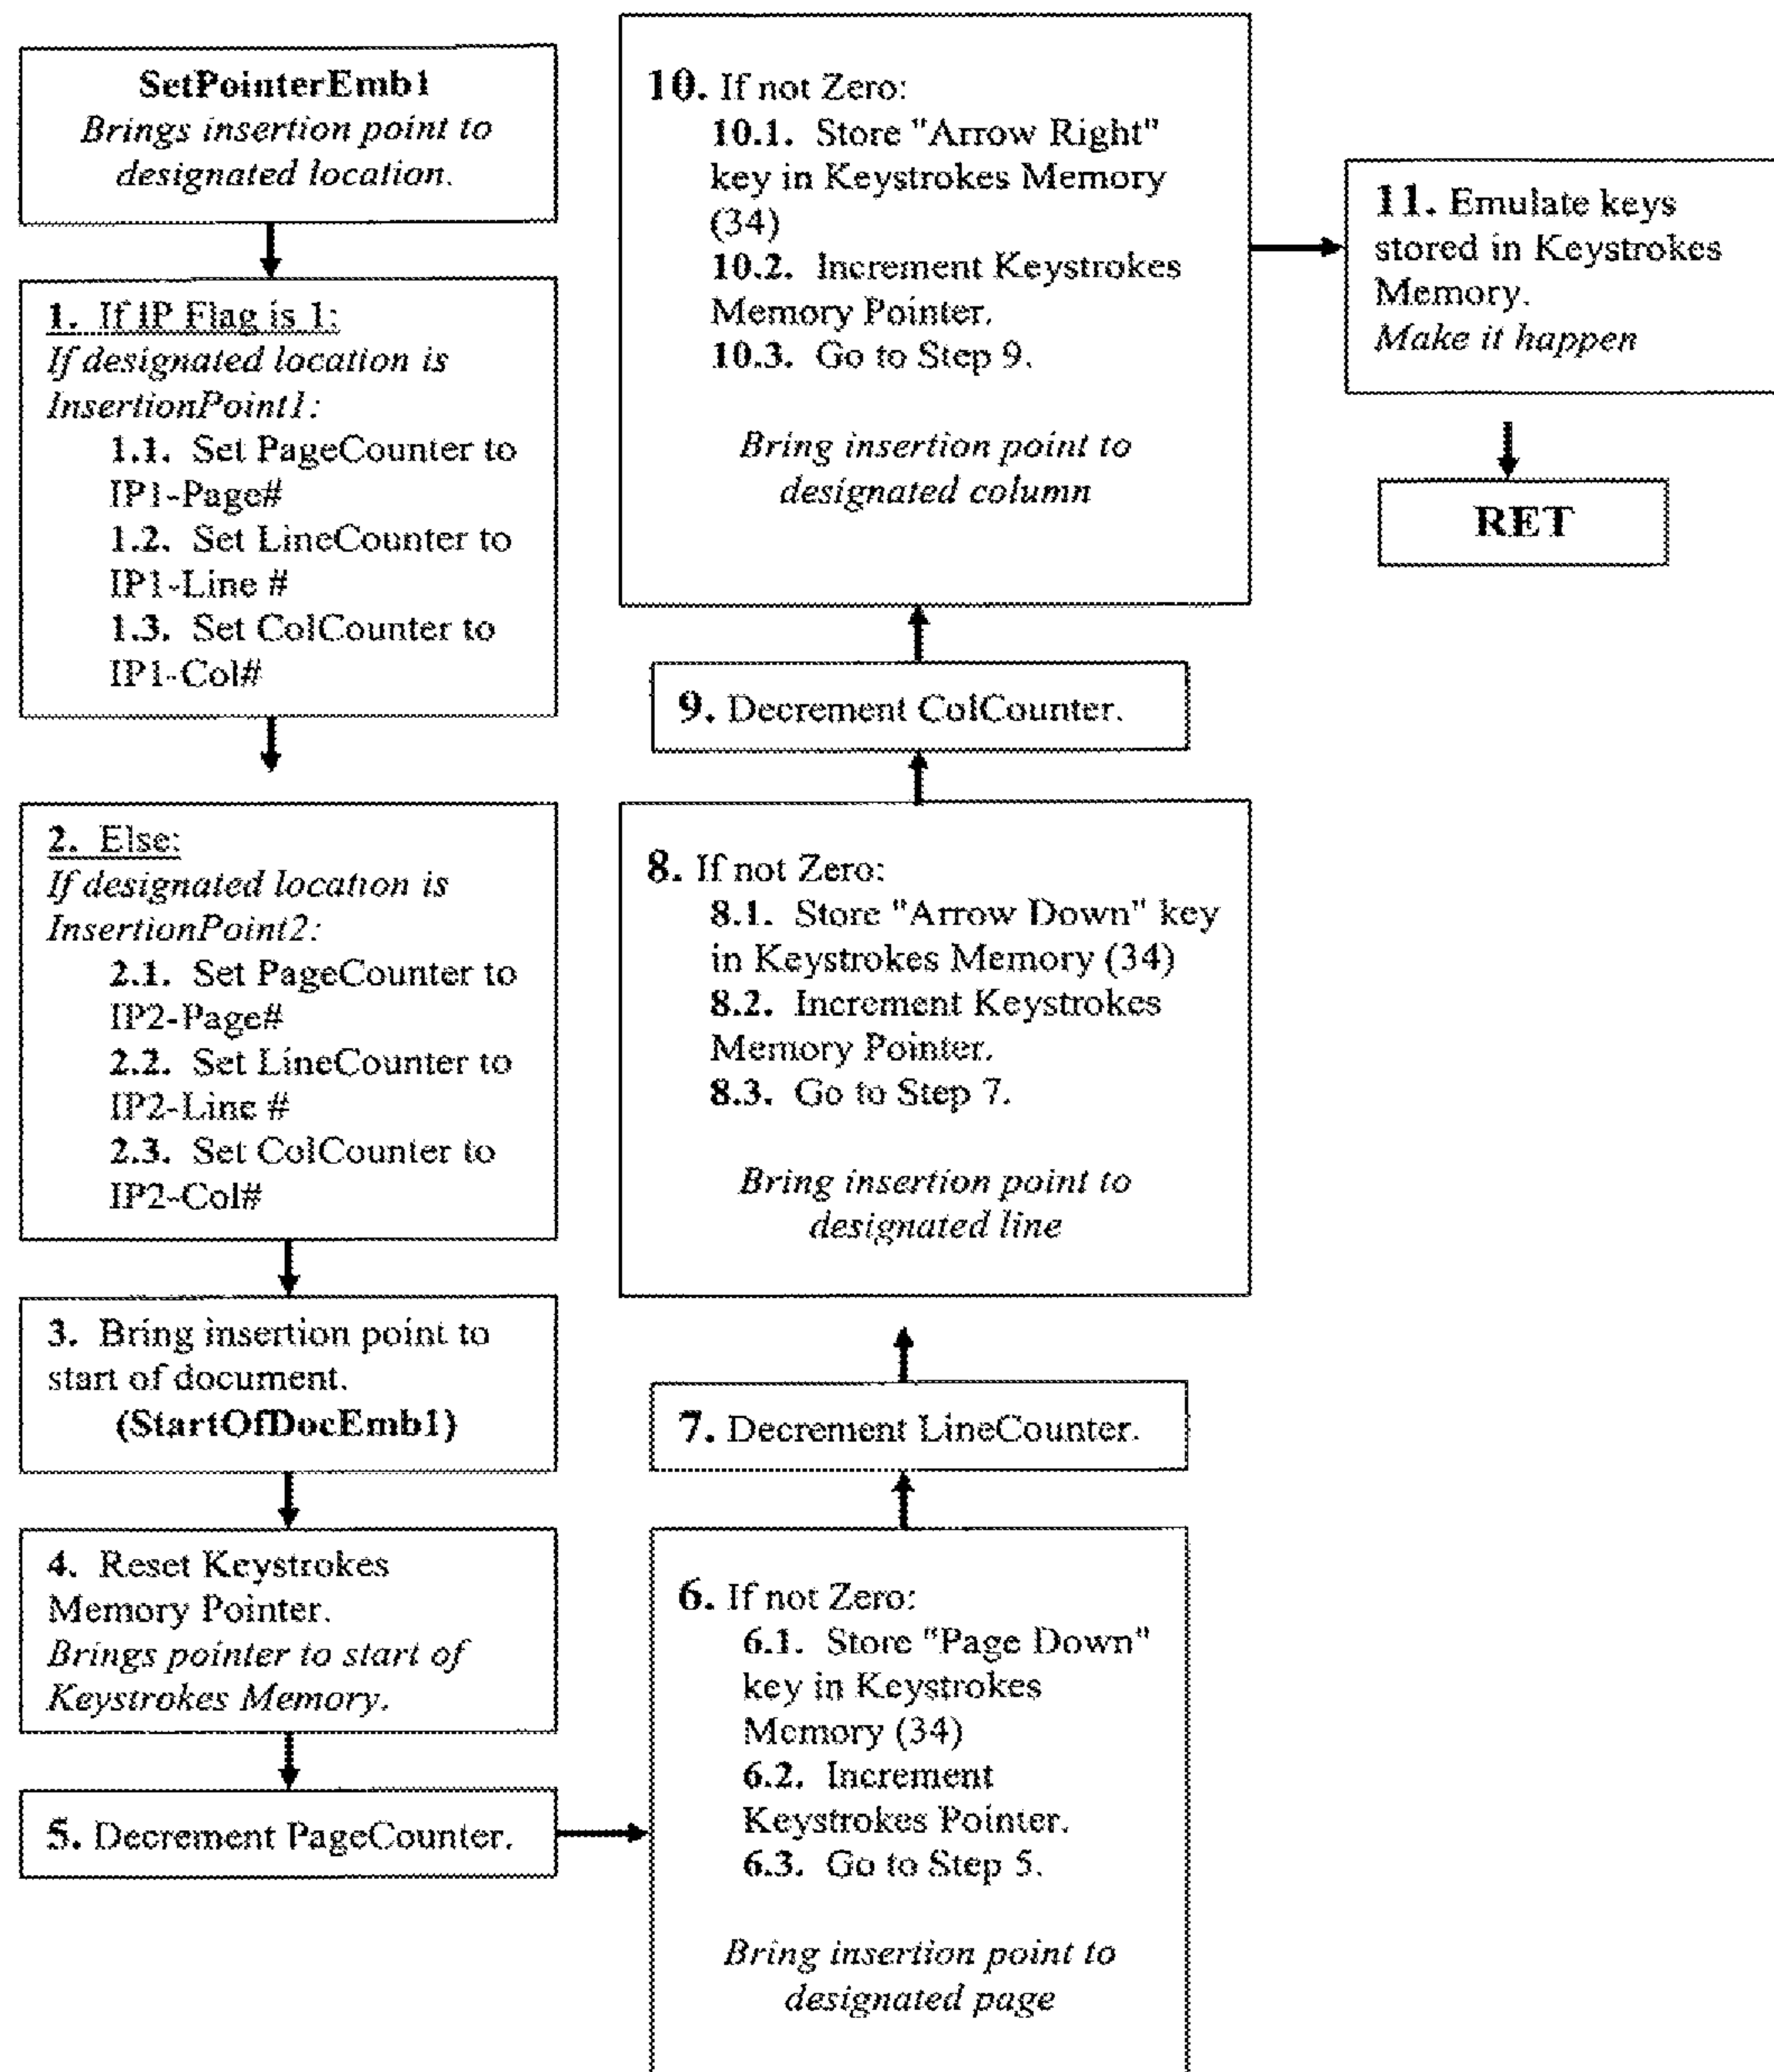 SetPointerEmb1
Brings insertion point to
designated location.
1. If IP Flag is 1:
If designated location is
InsertionPoint1:
1.1. Set PageCounter to
IP1-Page#
1.2. Set LineCounter to
IP1-Line #
1.3. Set ColCounter to
IP1-Col#
2. Else:
If designated location is
InsertionPoint2:
2.1. Set PageCounter to
IP2-Page#
2.2. Set LineCounter to
IP2-Line #
2.3. Set ColCounter to
IP2-Col#
3. Bring insertion point to
start of document.
(StartOfDocEmb1)
4. Reset Keystrokes
Memory Pointer.
Brings pointer to start of
Keystrokes Memory.
5. Decrement PageCounter.
6. If not Zero:
6.1. Store "Page Down"
key in Keystrokes
Memory (34)
6.2. Increment
Keystrokes Pointer.
6.3. Go to Step 5.
Bring insertion point to
designated page
7. Decrement LineCounter.
8. If not Zero:
8.1. Store "Arrow Down" key
in Keystrokes Memory (34)
8.2. Increment Keystrokes
Memory Pointer.
8.3. Go to Step 7.
Bring insertion point to
designated line
9. Decrement ColCounter.
10. If not Zero:
10.1. Store "Arrow Right"
key in Keystrokes Memory
(34)
10.2. Increment Keystrokes
Memory Pointer.
10.3. Go to Step 9.
Bring insertion point to
designated column
11. Emulate keys
stored in Keystrokes
Memory.
Make it happen
RET